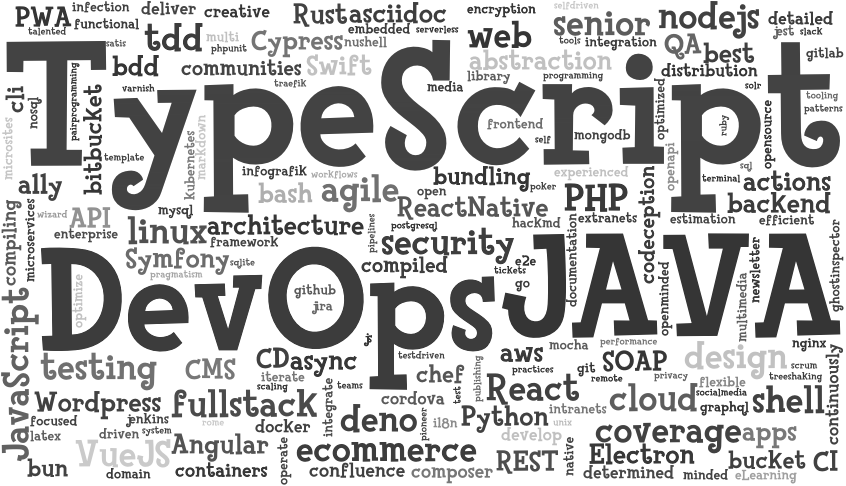 PWA
infection
deliver
creative
Rustasciidoc
encryption
selfdriven
senior
nodejs
detailed
talented
functional
satis
tdd
multi
phpunit
Cypress
embedded
nushell
serverless
web
tools
integration
QA
best
jest
slack
gitlab
bdd
communities
Swift
abstraction
library
programming
distribution
cli
nosql
pairprogramming
bitbucket
varnish
traefik
media
optimized
solr
tooling
patterns
TypeScript
microsites
template
kubernetes
markdown
frontend
self
mongodb
openapi
ruby
sql
opensource
ally
infografik
workflows
bundling
experienced
terminal
actions
wizard
API
enterprise
mysql
bash
agile
open
poker
PHP
codeception
backend
compiling
microservices
linux
architecture
framework
pipelines
ReactNative
postgresql
hackmd
extranets
estimation
efficient
Symfony
sqlite
pragmatism
security
compiled
e2e
tickets
go
documentation
openminded
multimedia
newsletter
ghostinspector
optimize
DevOps
JAVA
github
jira
js
testdriven
JavaScript
testing
CMS
CD
async
iterate
scaling
teams
chef
test
publishing
aws
practices
mocha
git
remote
performance
SOAP
privacy
design
flexible
socialmedia
nginx
scrum
treeshaking
continuously
Wordpress
fullstack
integrate
cordova
React
cloud
graphql
shell
focused
latex
driven
jenkins
system
rome
docker
deno
pioneer
i18n
Python
intranets
unix
develop
coverage
apps
VueJS
Angular
operate
ecommerce
REST
native
Electron
bucket
CI
bun
domain
containers
confluence
composer
determined
minded
eLearning